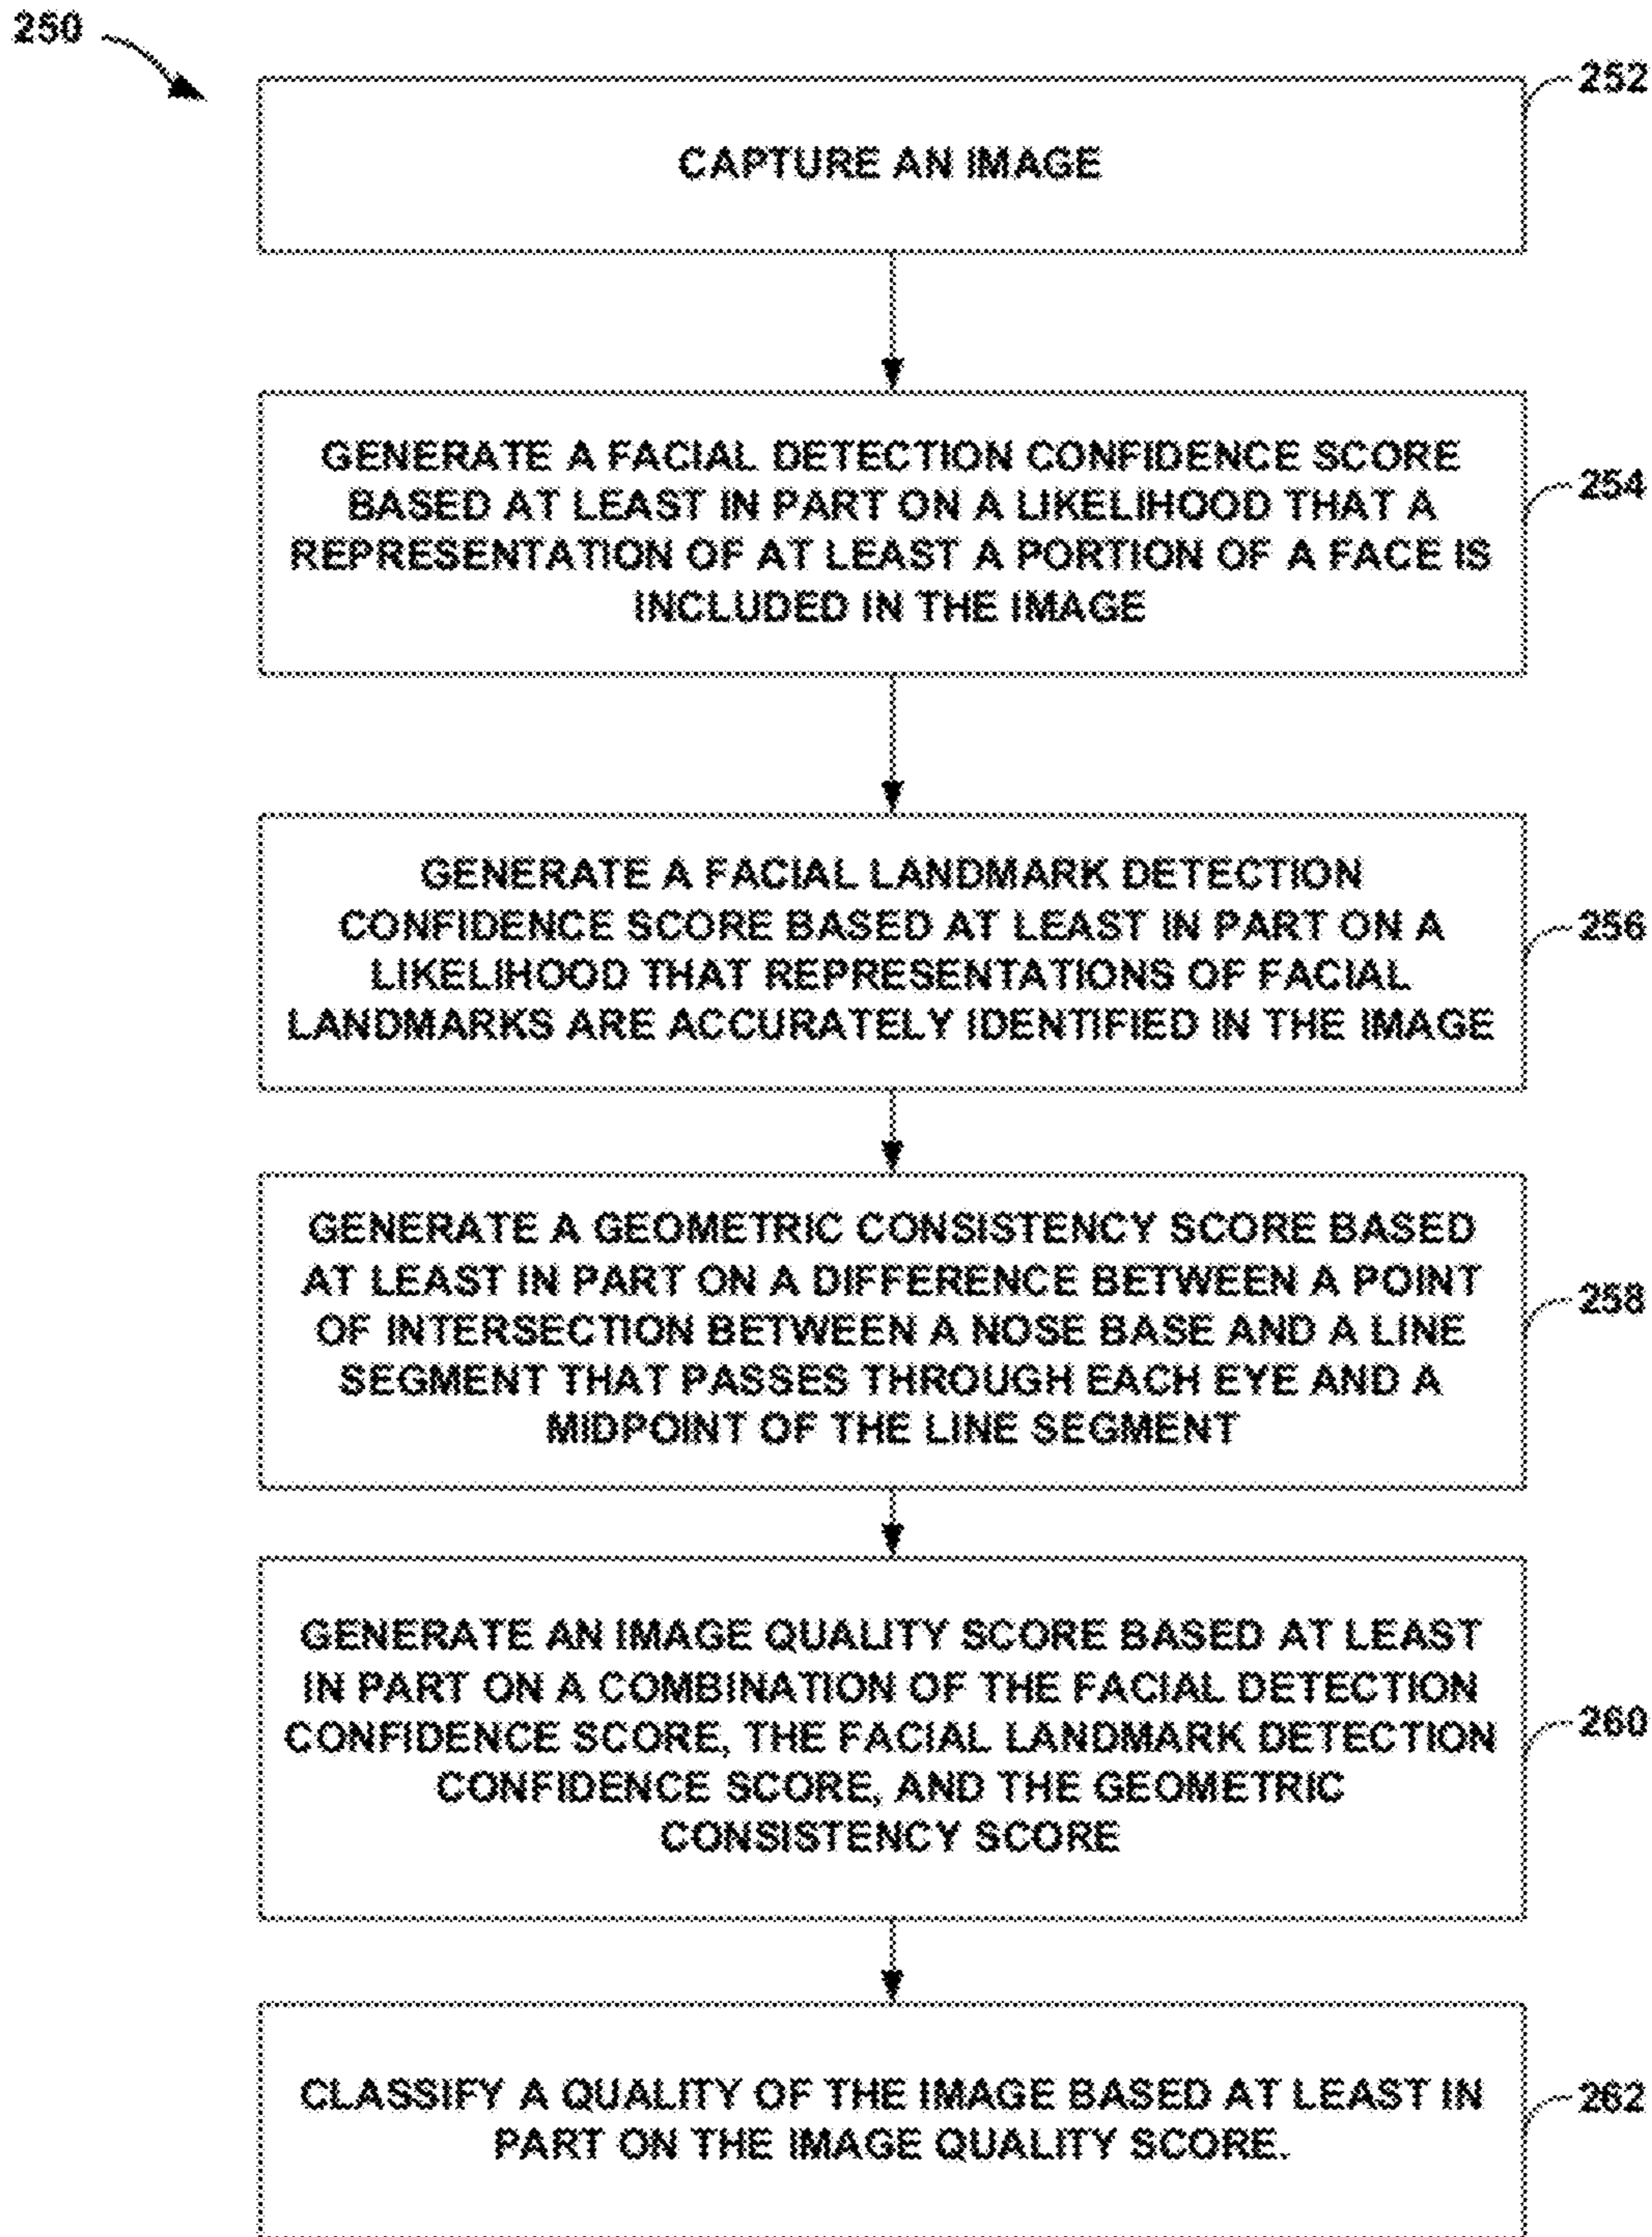 250
252
CAPTURE AN IMAGE
GENERATE A FACIAL DETECTION CONFIDENCE SCORE
BASED AT LEAST IN PART ON A LIKELIHOOD THAT A
REPRESENTATION OF AT LEAST A PORTION OF A FACE IS
INCLUDED IN THE IMAGE
254
GENERATE A FACIAL LANDMARK DETECTION
CONFIDENCE SCORE BASED AT LEAST IN PART ON A
LIKELIHOOD THAT REPRESENTATIONS OF FACIAL
LANDMARKS ARE ACCURATELY IDENTIFIED IN THE IMAGE
256
GENERATE A GEOMETRIC CONSISTENCY SCORE BASED
AT LEAST IN PART ON A DIFFERENCE BETWEEN A POINT
OF INTERSECTION BETWEEN A NOSE BASE AND A LINE
SEGMENT THAT PASSES THROUGH EACH EYE AND A
MIDPOINT OF THE LINE SEGMENT
258
GENERATE AN IMAGE QUALITY SCORE BASED AT LEAST
IN PART ON A COMBINATION OF THE FACIAL DETECTION
CONFIDENCE SCORE, THE FACIAL LANDMARK DETECTION
CONFIDENCE SCORE, AND THE GEOMETRIC
CONSISTENCY SCORE
260
CLASSIFY A QUALITY OF THE IMAGE BASED AT LEAST IN
PART ON THE IMAGE QUALITY SCORE.
262